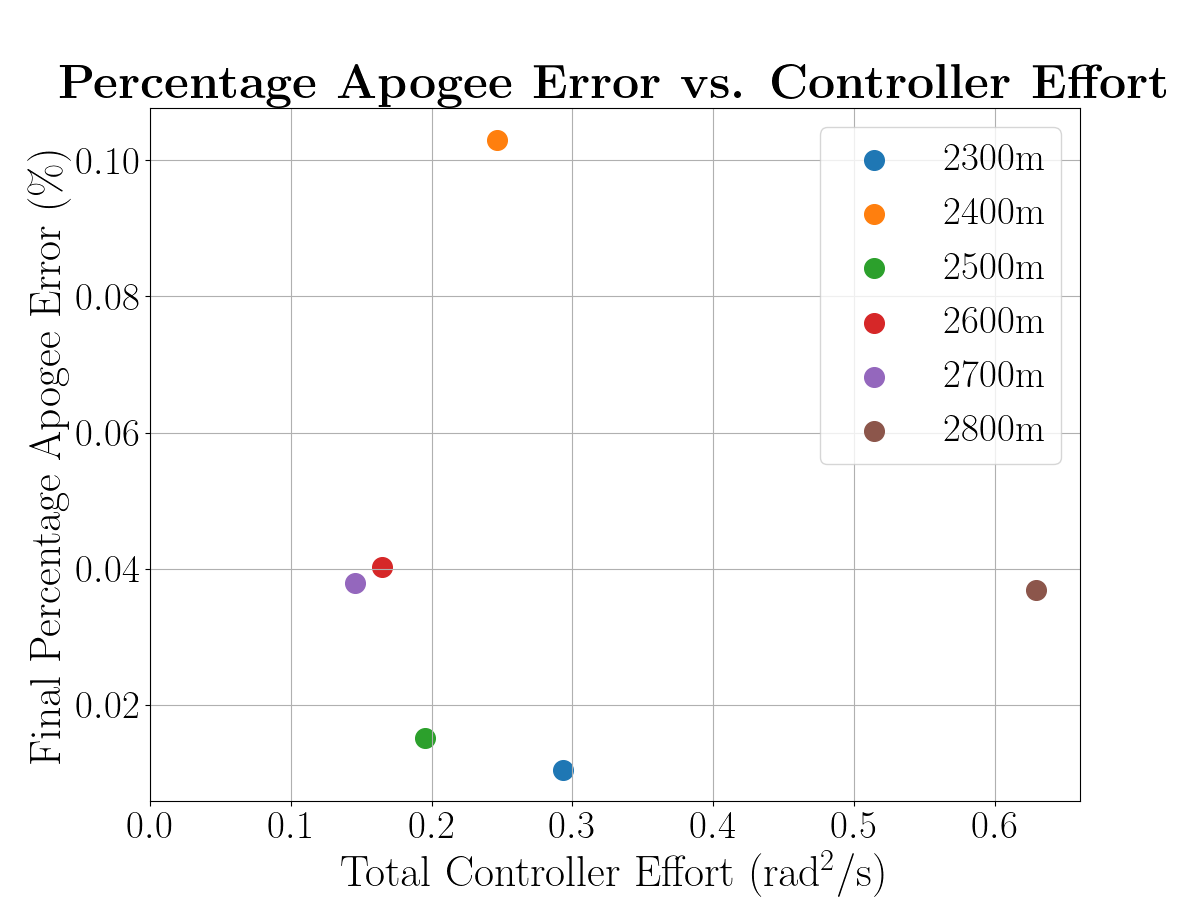 Percentage Apogee Error vs. Controller Effort
Final Percentage Apogee Error (%)
0.10
0.08
0.06
0.04
0.02
2300m
2400m
2500m
2600m
2700m
2800m
0.0 0.1 0.2 0.3 0.4 0.5 0.6
Total Controller Effort (rad²/s)